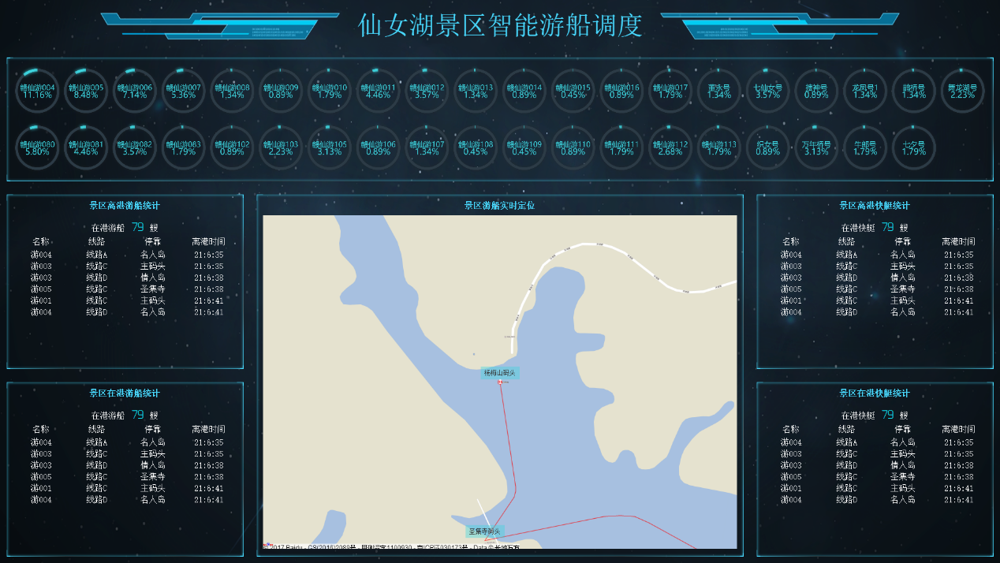 仙女湖景区智能游船调度
赣仙游004 赣仙游005 赣仙游006 赣仙游007 赣仙游008 赣仙游009 赣仙游010 赣仙游011 赣仙游012 赣仙游013 赣仙游014 赣仙游015 赣仙游016 赣仙游017 董永号 七仙女号 搜神号 龙凤号1 鹊桥号 舞龙湖号
11.16% 8.48% 7.14% 5.36% 1.34% 0.89% 1.79% 4.46% 3.57% 1.34% 0.89% 0.45% 0.89% 1.79% 1.34% 3.57% 0.89% 1.34% 1.34% 2.23%
赣仙游080 赣仙游081 赣仙游082 赣仙游083 赣仙游102 赣仙游103 赣仙游105 赣仙游106 赣仙游107 赣仙游108 赣仙游109 赣仙游110 赣仙游111 赣仙游112 赣仙游113 织女号 万年桥号 牛郎号 七夕号
5.80% 4.46% 3.57% 1.79% 0.89% 2.23% 3.13% 0.89% 1.34% 0.45% 0.45% 0.89% 1.79% 2.68% 1.79% 0.89% 3.13% 1.79% 1.79%
景区离港游船统计
在港游船 79 艘
名称 线路 停靠 离港时间
游004 线路A 名人岛 21:6:35
游003 线路C 主码头 21:6:35
游003 线路D 情人岛 21:6:38
游005 线路C 圣集寺 21:6:38
游001 线路C 主码头 21:6:41
游004 线路D 名人岛 21:6:41
景区在港游船统计
在港游船 79 艘
名称 线路 停靠 离港时间
游004 线路A 名人岛 21:6:35
游003 线路C 主码头 21:6:35
游003 线路D 情人岛 21:6:38
游005 线路C 圣集寺 21:6:38
游001 线路C 主码头 21:6:41
游004 线路D 名人岛 21:6:41
景区游船实时定位
杨梅山码头
圣集寺码头
© 2017 Baidu - GS(2016)2089号 - 甲测资字1100930 - 京ICP证030173号 - Data © 长地万方
景区离港快艇统计
在港快艇 79 艘
名称 线路 停靠 离港时间
游004 线路A 名人岛 21:6:35
游003 线路C 主码头 21:6:35
游003 线路D 情人岛 21:6:38
游005 线路C 圣集寺 21:6:38
游001 线路C 主码头 21:6:41
游004 线路D 名人岛 21:6:41
景区在港快艇统计
在港快艇 79 艘
名称 线路 停靠 离港时间
游004 线路A 名人岛 21:6:35
游003 线路C 主码头 21:6:35
游003 线路D 情人岛 21:6:38
游005 线路C 圣集寺 21:6:38
游001 线路C 主码头 21:6:41
游004 线路D 名人岛 21:6:41